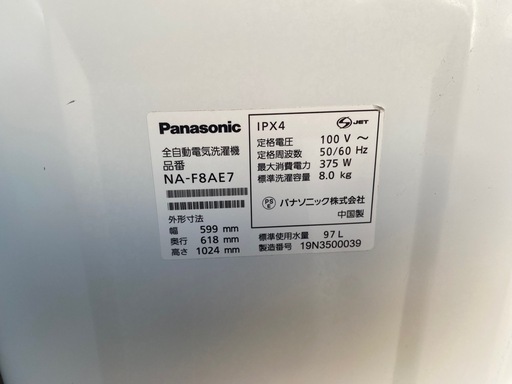 Panasonic
全自動電気洗濯機
品番
NA-F8AE7
外形寸法
幅 599 mm
奥行 618 mm
高さ 1024 mm
IPX4
JET
定格電圧 100 V ～
定格周波数 50/60 Hz
最大消費電力 375 W
標準洗濯容量 8.0 kg
PS E パナソニック株式会社
中国製
標準使用水量 97 L
製造番号 19N3500039